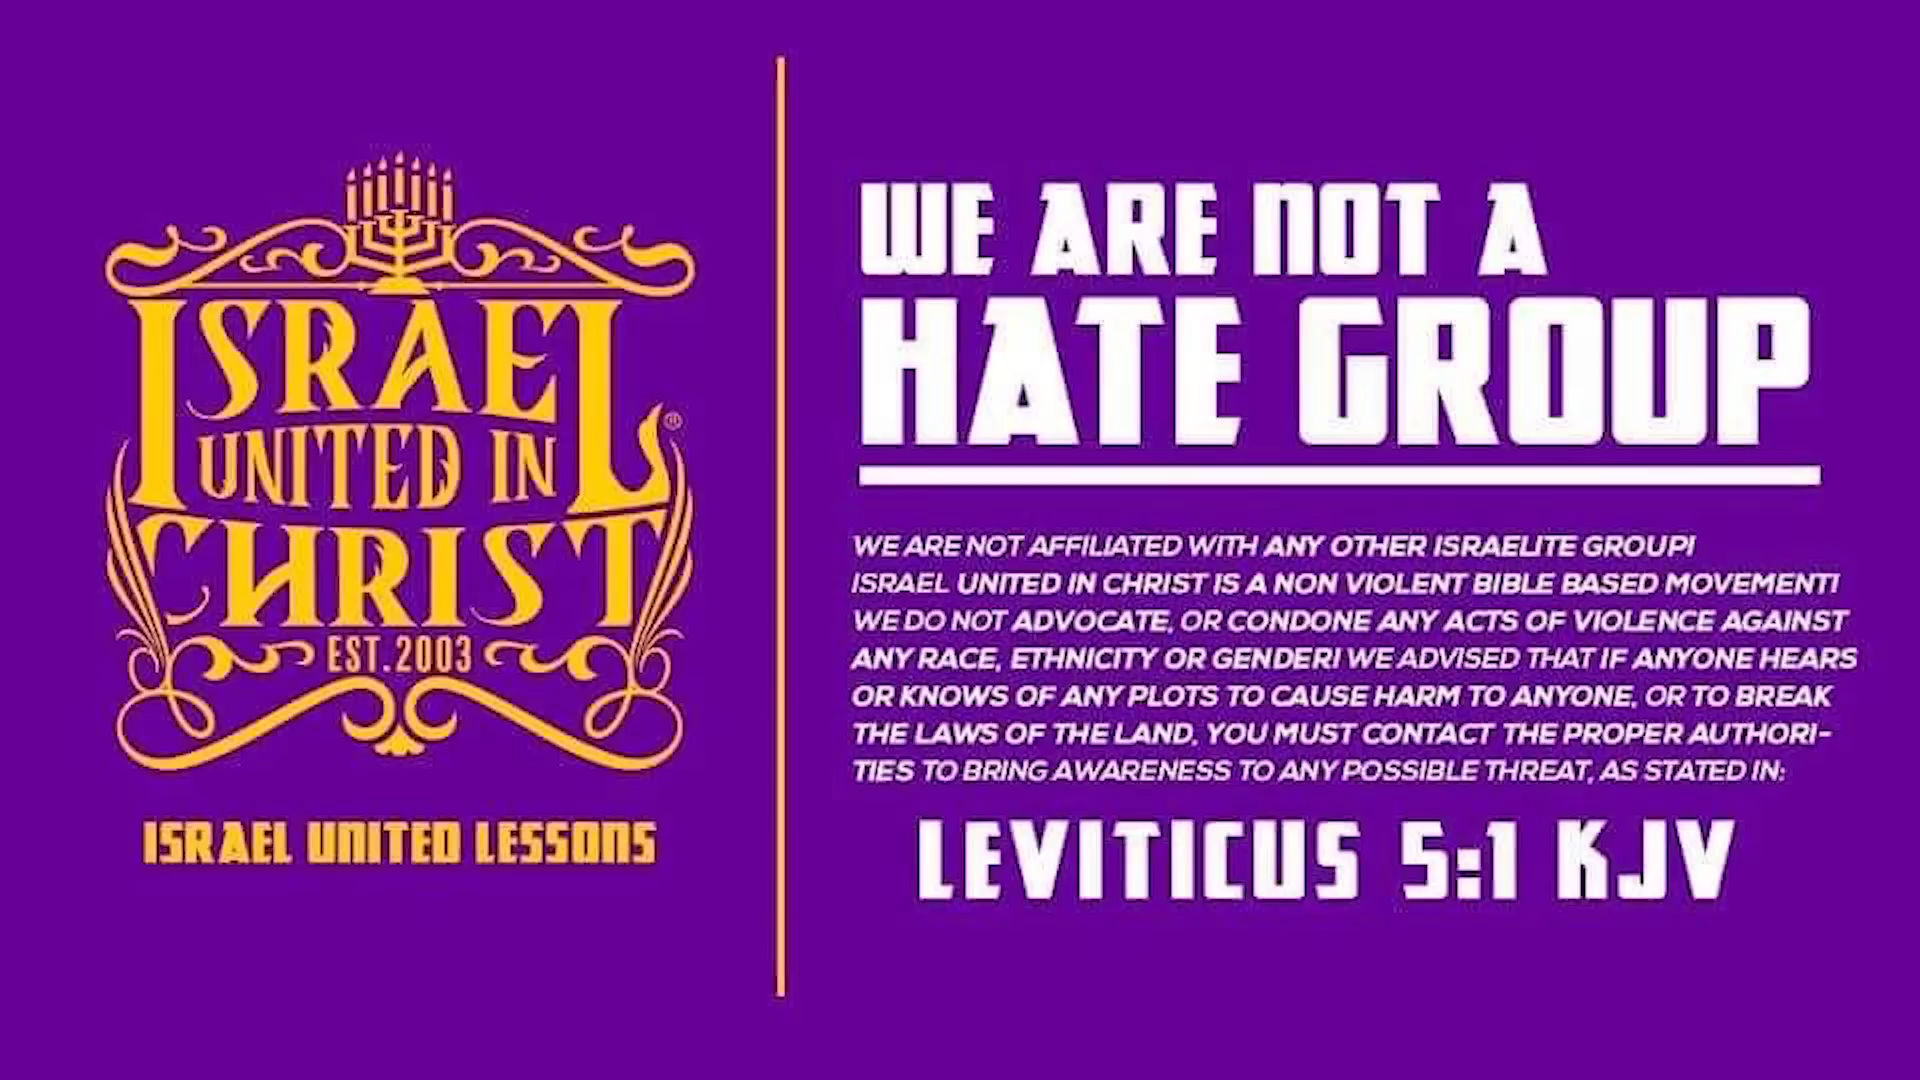 ISRAEL
UNITED IN
CHRIST
®
EST.2003
ISRAEL UNITED LESSONS
WE ARE NOT A
HATE GROUP
WE ARE NOT AFFILIATED WITH ANY OTHER ISRAELITE GROUP!
ISRAEL UNITED IN CHRIST IS A NON VIOLENT BIBLE BASED MOVEMENT!
WE DO NOT ADVOCATE, OR CONDONE ANY ACTS OF VIOLENCE AGAINST
ANY RACE, ETHNICITY OR GENDER! WE ADVISED THAT IF ANYONE HEARS
OR KNOWS OF ANY PLOTS TO CAUSE HARM TO ANYONE, OR TO BREAK
THE LAWS OF THE LAND, YOU MUST CONTACT THE PROPER AUTHORI-
TIES TO BRING AWARENESS TO ANY POSSIBLE THREAT, AS STATED IN:
LEVITICUS 5:1 KJV